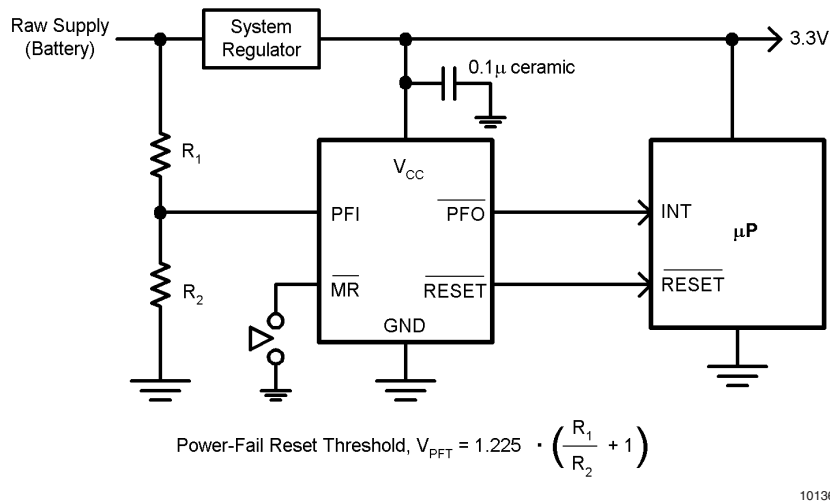 Raw Supply
(Battery)
System
Regulator
3.3V
0.1μ ceramic
R1
VCC
PFI
PFO
INT
μP
R2
MR
RESET
RESET
GND
Power-Fail Reset Threshold, VPFT = 1.225 · (R1/R2 + 1)
10136